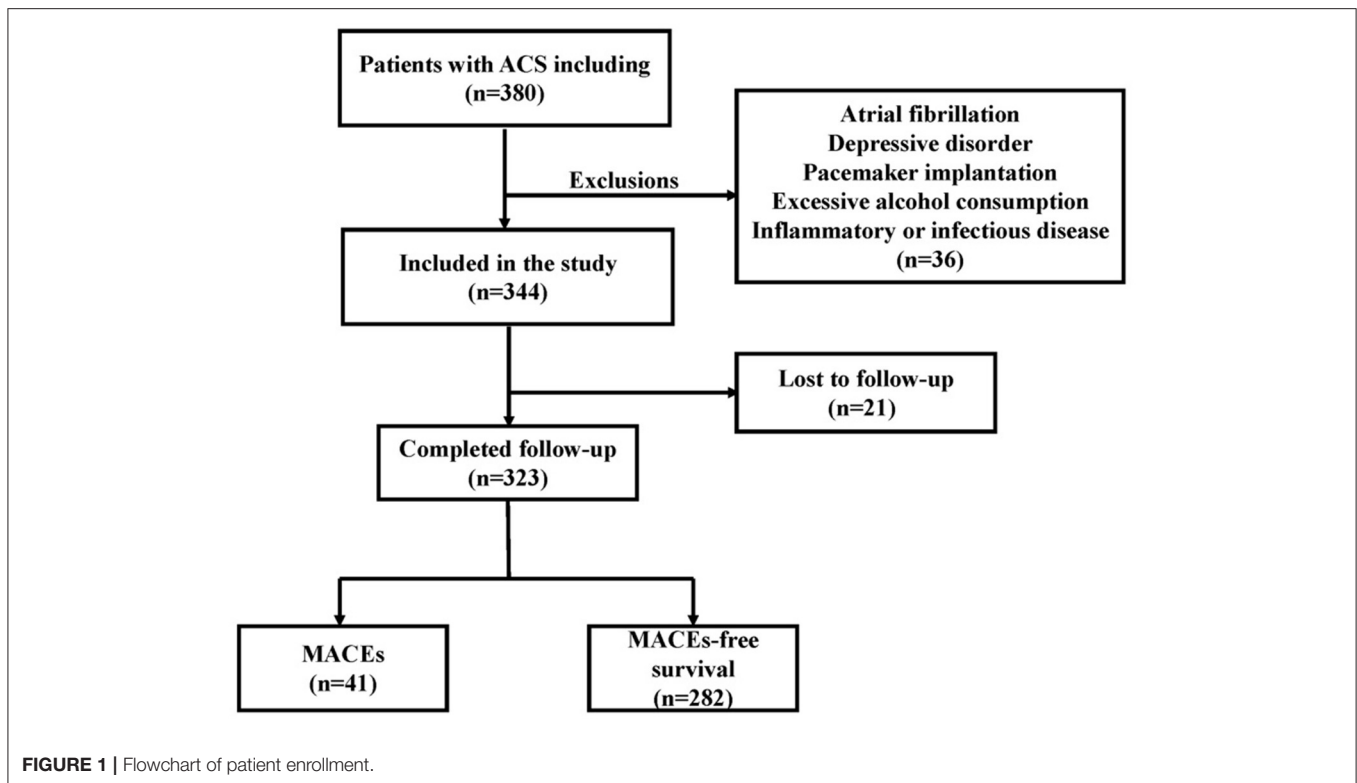 Patients with ACS including
(n=380)
Atrial fibrillation
Depressive disorder
Pacemaker implantation
Excessive alcohol consumption
Inflammatory or infectious disease
(n=36)
Exclusions
Included in the study
(n=344)
Lost to follow-up
(n=21)
Completed follow-up
(n=323)
MACEs
(n=41)
MACEs-free
survival
(n=282)
FIGURE 1 | Flowchart of patient enrollment.